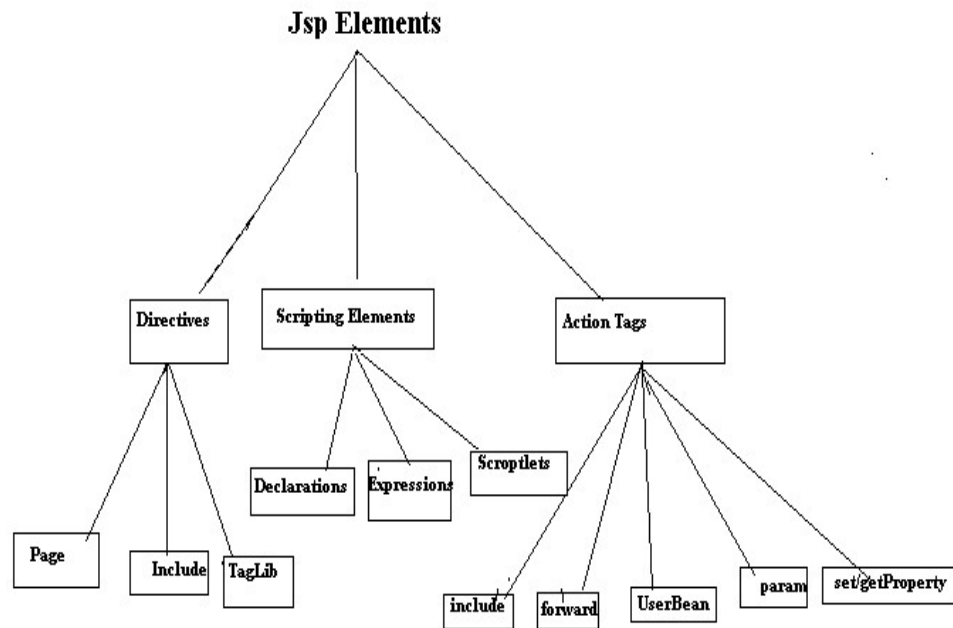 Jsp Elements
Directives
Scripting Elements
Action Tags
Declarations
Expressions
Scroptlets
Page
Include
TagLib
include
forward
UserBean
param
set/getProperty